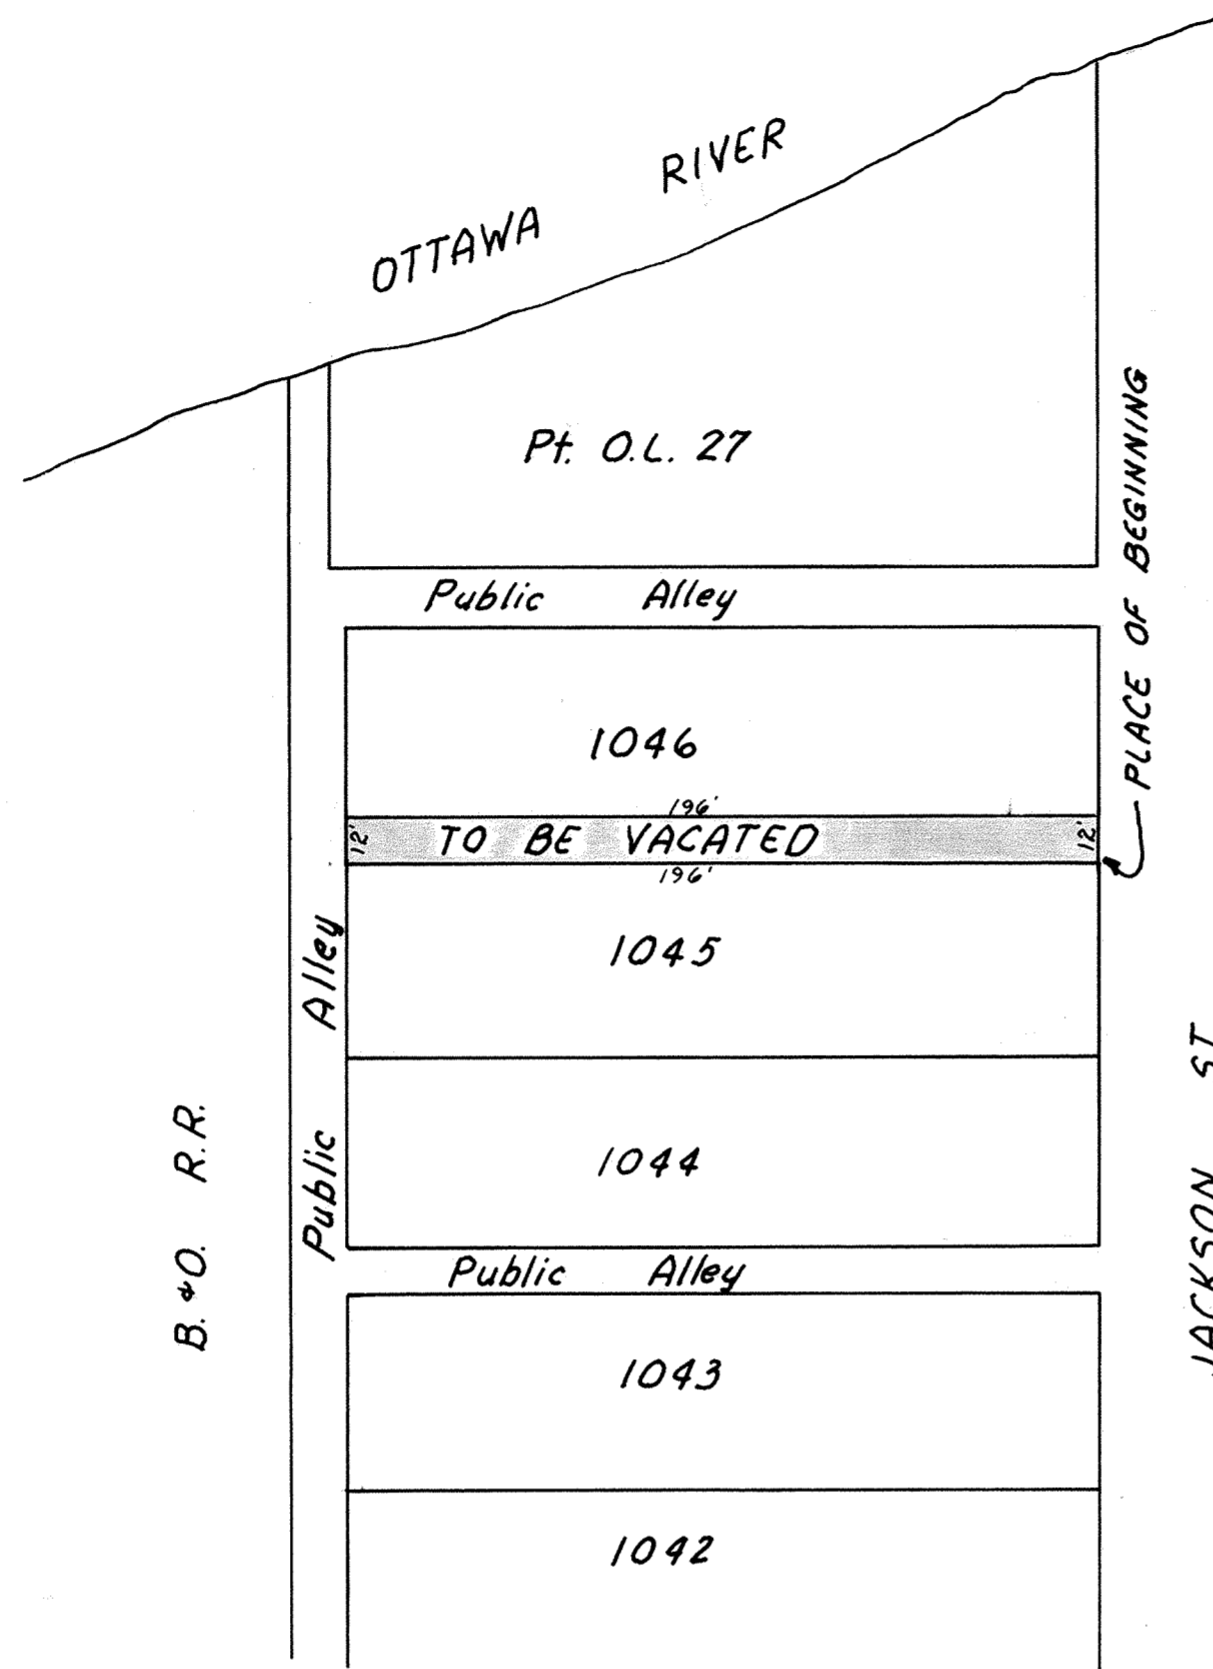 OTTAWA RIVER
Pt. O.L. 27
PLACE OF BEGINNING
Public Alley
1046
196'
12' TO BE VACATED 12'
196'
1045
Public Alley
1044
B. & O. R.R.
JACKSON ST
Public Alley
1043
1042